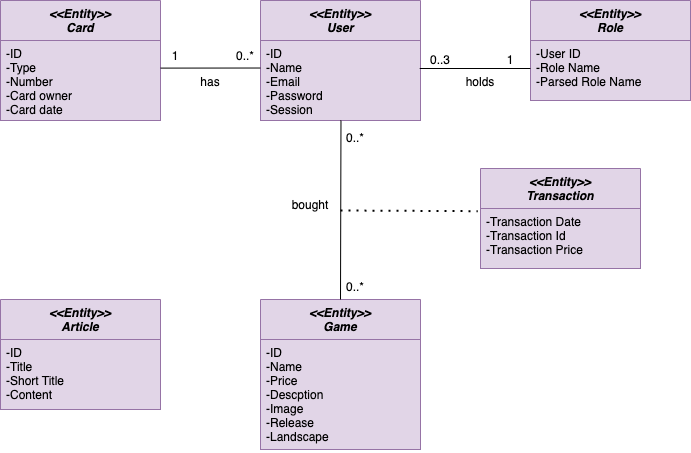 <<Entity>>
Card
-ID
-Type
-Number
-Card owner
-Card date
1
0..*
has
<<Entity>>
User
-ID
-Name
-Email
-Password
-Session
0..3
1
holds
<<Entity>>
Role
-User ID
-Role Name
-Parsed Role Name
0..*
bought
0..*
<<Entity>>
Transaction
-Transaction Date
-Transaction Id
-Transaction Price
<<Entity>>
Article
-ID
-Title
-Short Title
-Content
<<Entity>>
Game
-ID
-Name
-Price
-Descption
-Image
-Release
-Landscape